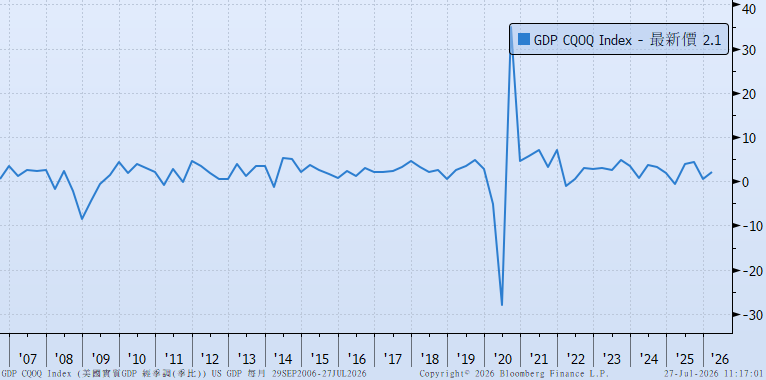 40
GDP CQOQ Index - 最新價 2.1
30
20
10
0
-10
-20
-30
'07 '08 '09 '10 '11 '12 '13 '14 '15 '16 '17 '18 '19 '20 '21 '22 '23 '24 '25 '26
GDP CQOQ Index (美國實質GDP 經季調(季比)) US GDP 每月 29SEP2006-27JUL2026 Copyright© 2026 Bloomberg Finance L.P. 27-Jul-2026 11:17:01